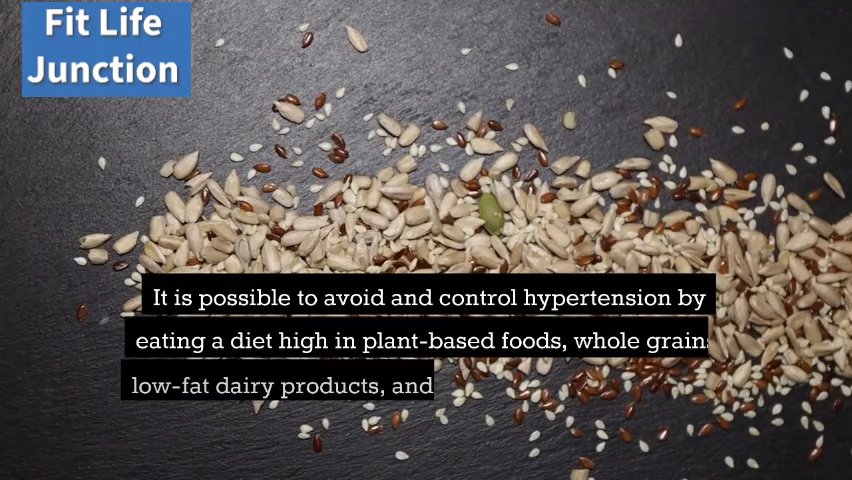 Fit Life
Junction
It is possible to avoid and control hypertension by
eating a diet high in plant-based foods, whole grains
low-fat dairy products, and